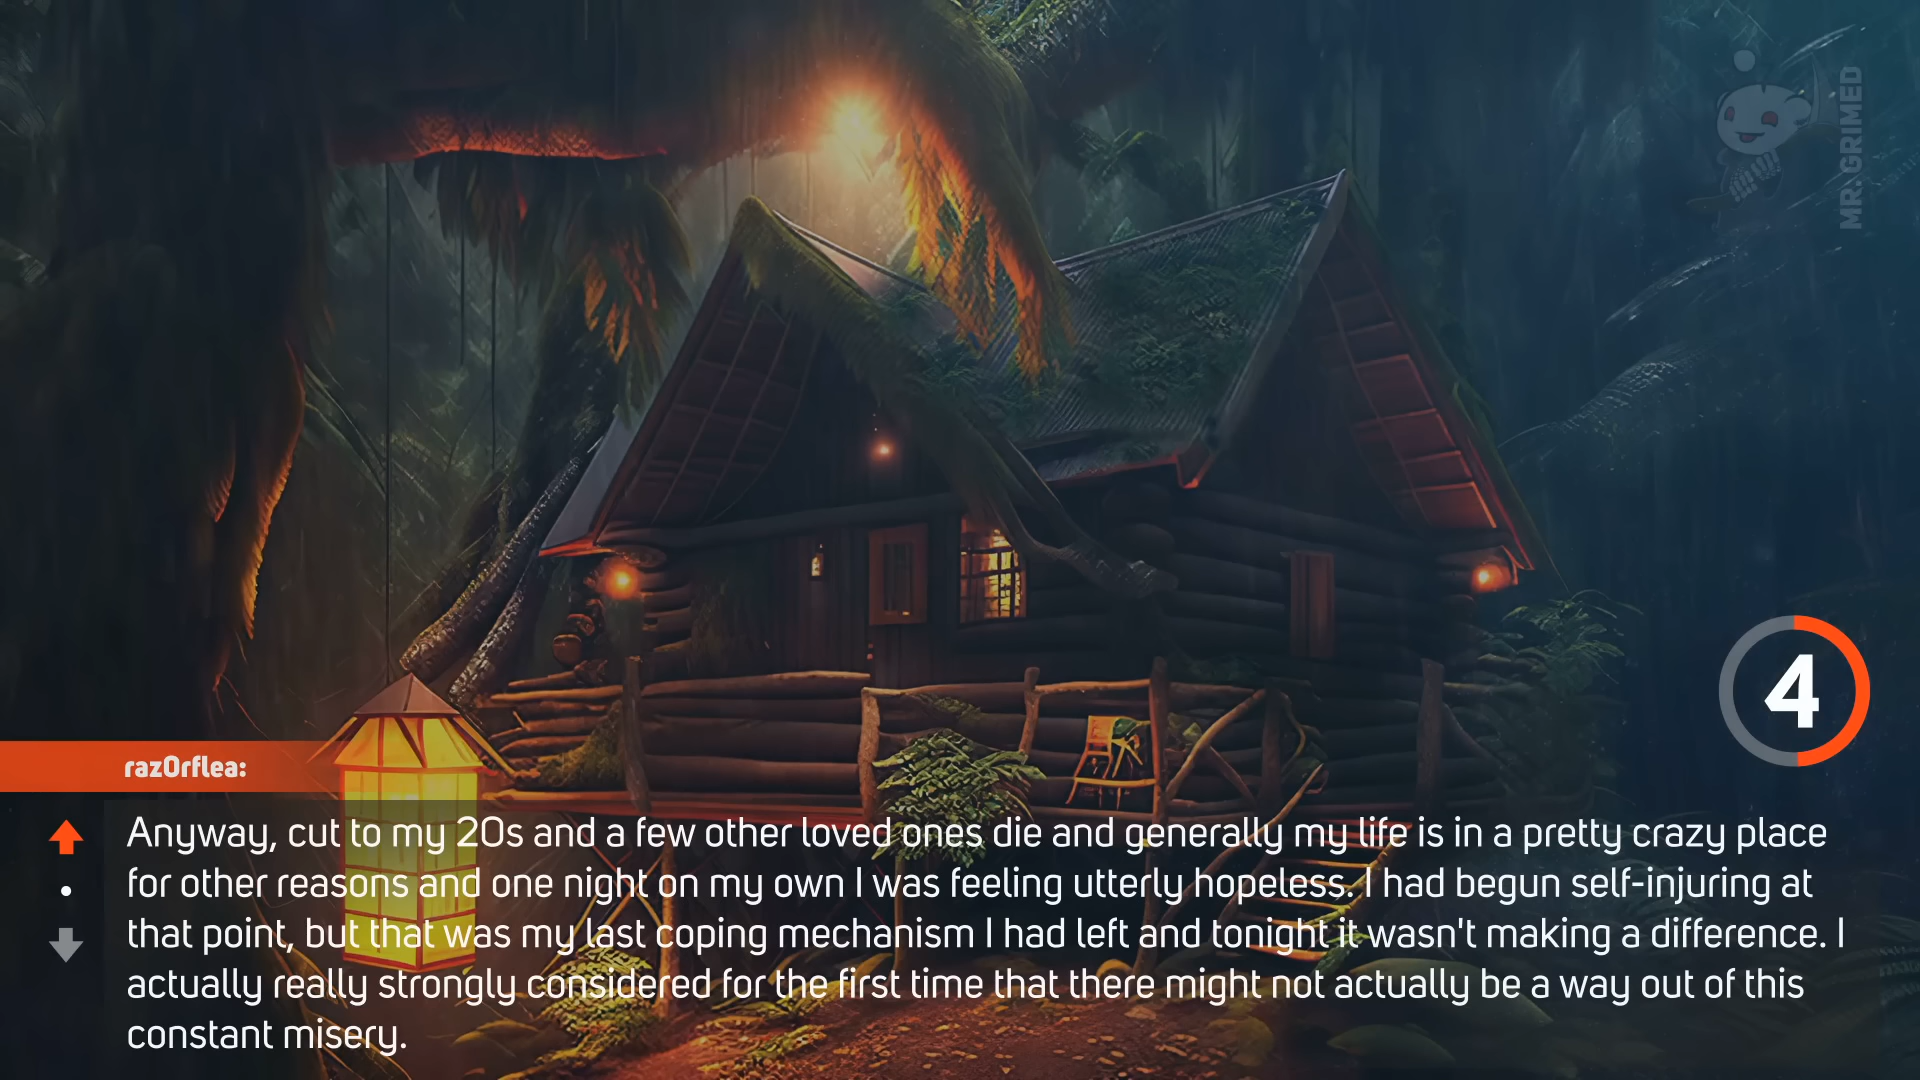 MR. GRIMED
4
raz0rflea:
Anyway, cut to my 20s and a few other loved ones die and generally my life is in a pretty crazy place
for other reasons and one night on my own I was feeling utterly hopeless. I had begun self-injuring at
that point, but that was my last coping mechanism I had left and tonight it wasn't making a difference. I
actually really strongly considered for the first time that there might not actually be a way out of this
constant misery.